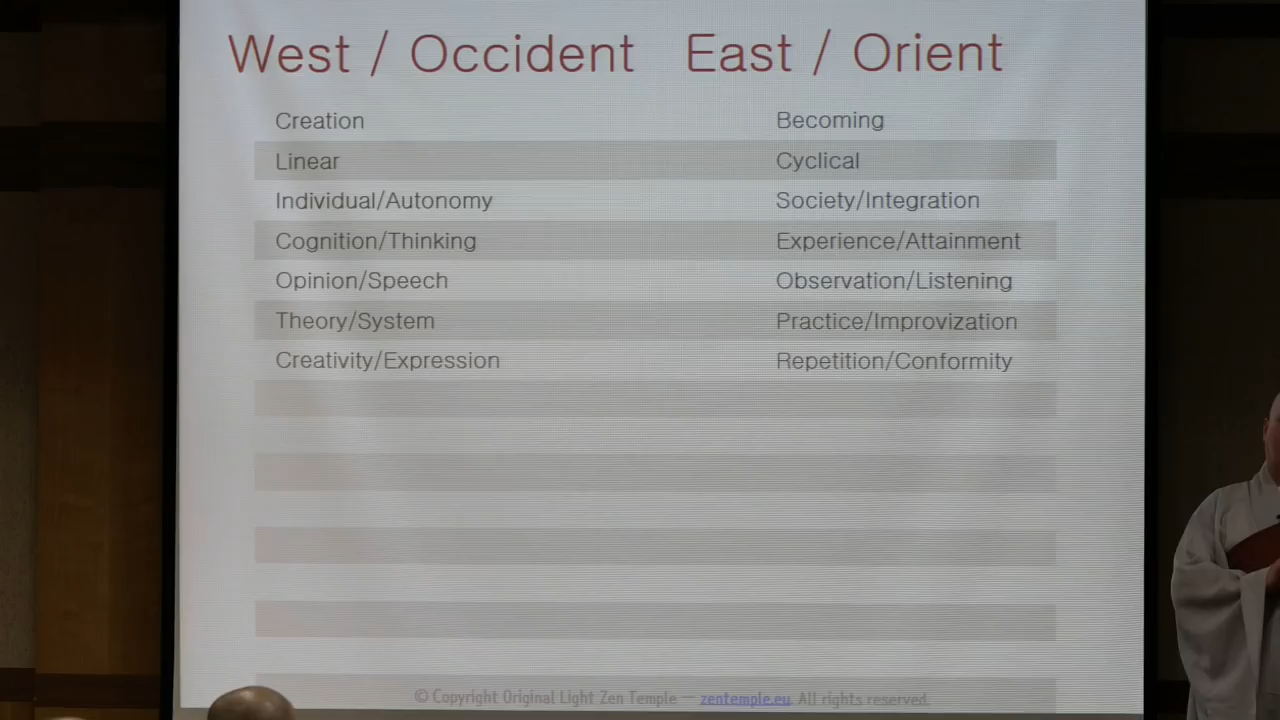 West / Occident East / Orient
Creation Becoming
Linear Cyclical
Individual/Autonomy Society/Integration
Cognition/Thinking Experience/Attainment
Opinion/Speech Observation/Listening
Theory/System Practice/Improvization
Creativity/Expression Repetition/Conformity
© Copyright Original Light Zen Temple — zentemple.eu. All rights reserved.